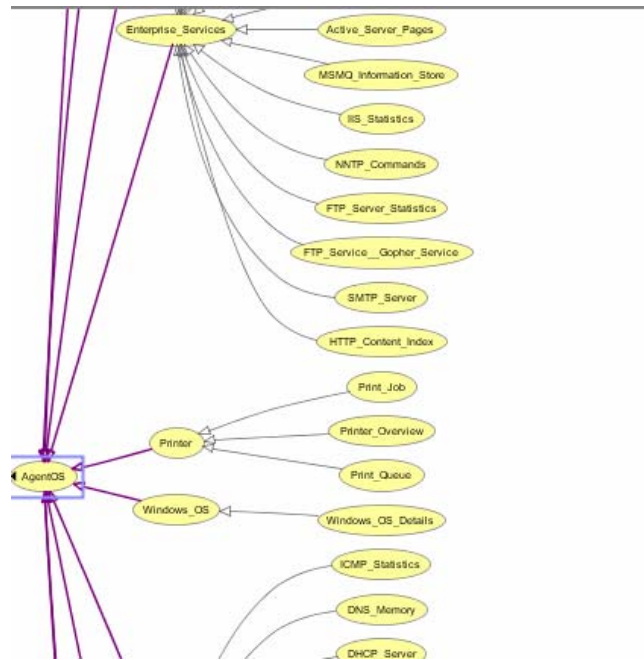 Enterprise_Services
Active_Server_Pages
MSMQ_Information_Store
IIS_Statistics
NNTP_Commands
FTP_Server_Statistics
FTP_Service__Gopher_Service
SMTP_Server
HTTP_Content_Index
Print_Job
Printer_Overview
Printer
Print_Queue
AgentOS
Windows_OS
Windows_OS_Details
ICMP_Statistics
DNS_Memory
DHCP_Server